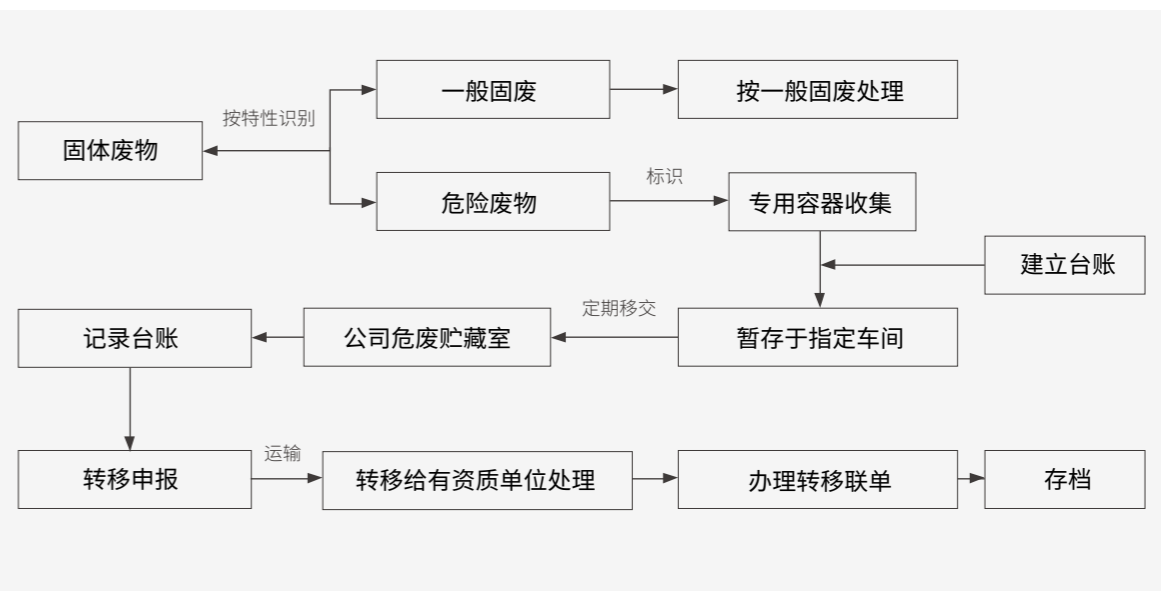 一般固废
按一般固废处理
按特性识别
固体废物
标识
危险废物
专用容器收集
建立台账
定期移交
记录台账
公司危废贮藏室
暂存于指定车间
运输
转移申报
转移给有资质单位处理
办理转移联单
存档